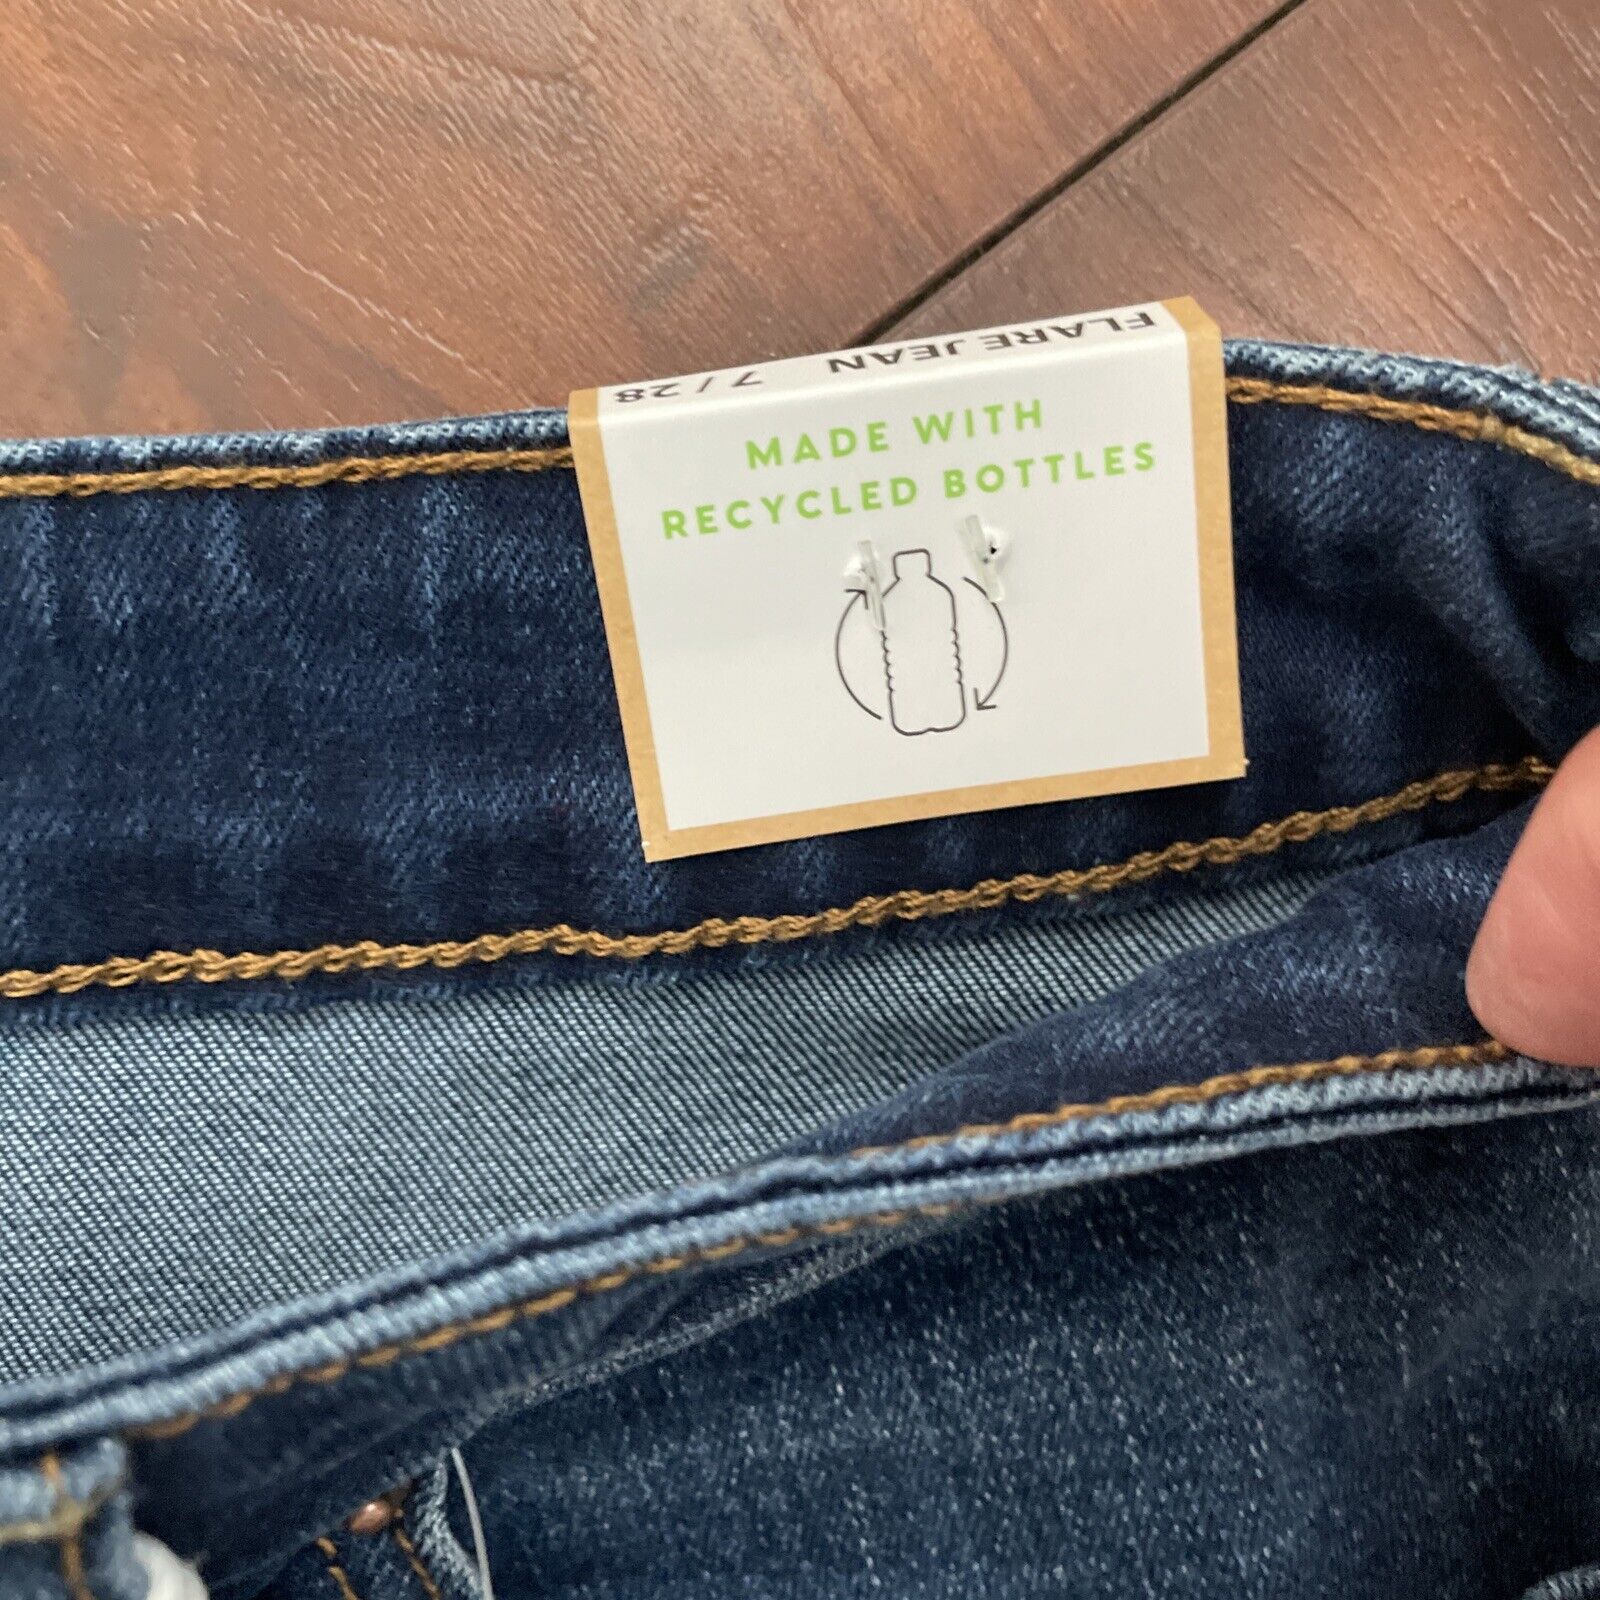 FLARE JEAN 7 / 28
MADE WITH
RECYCLED BOTTLES